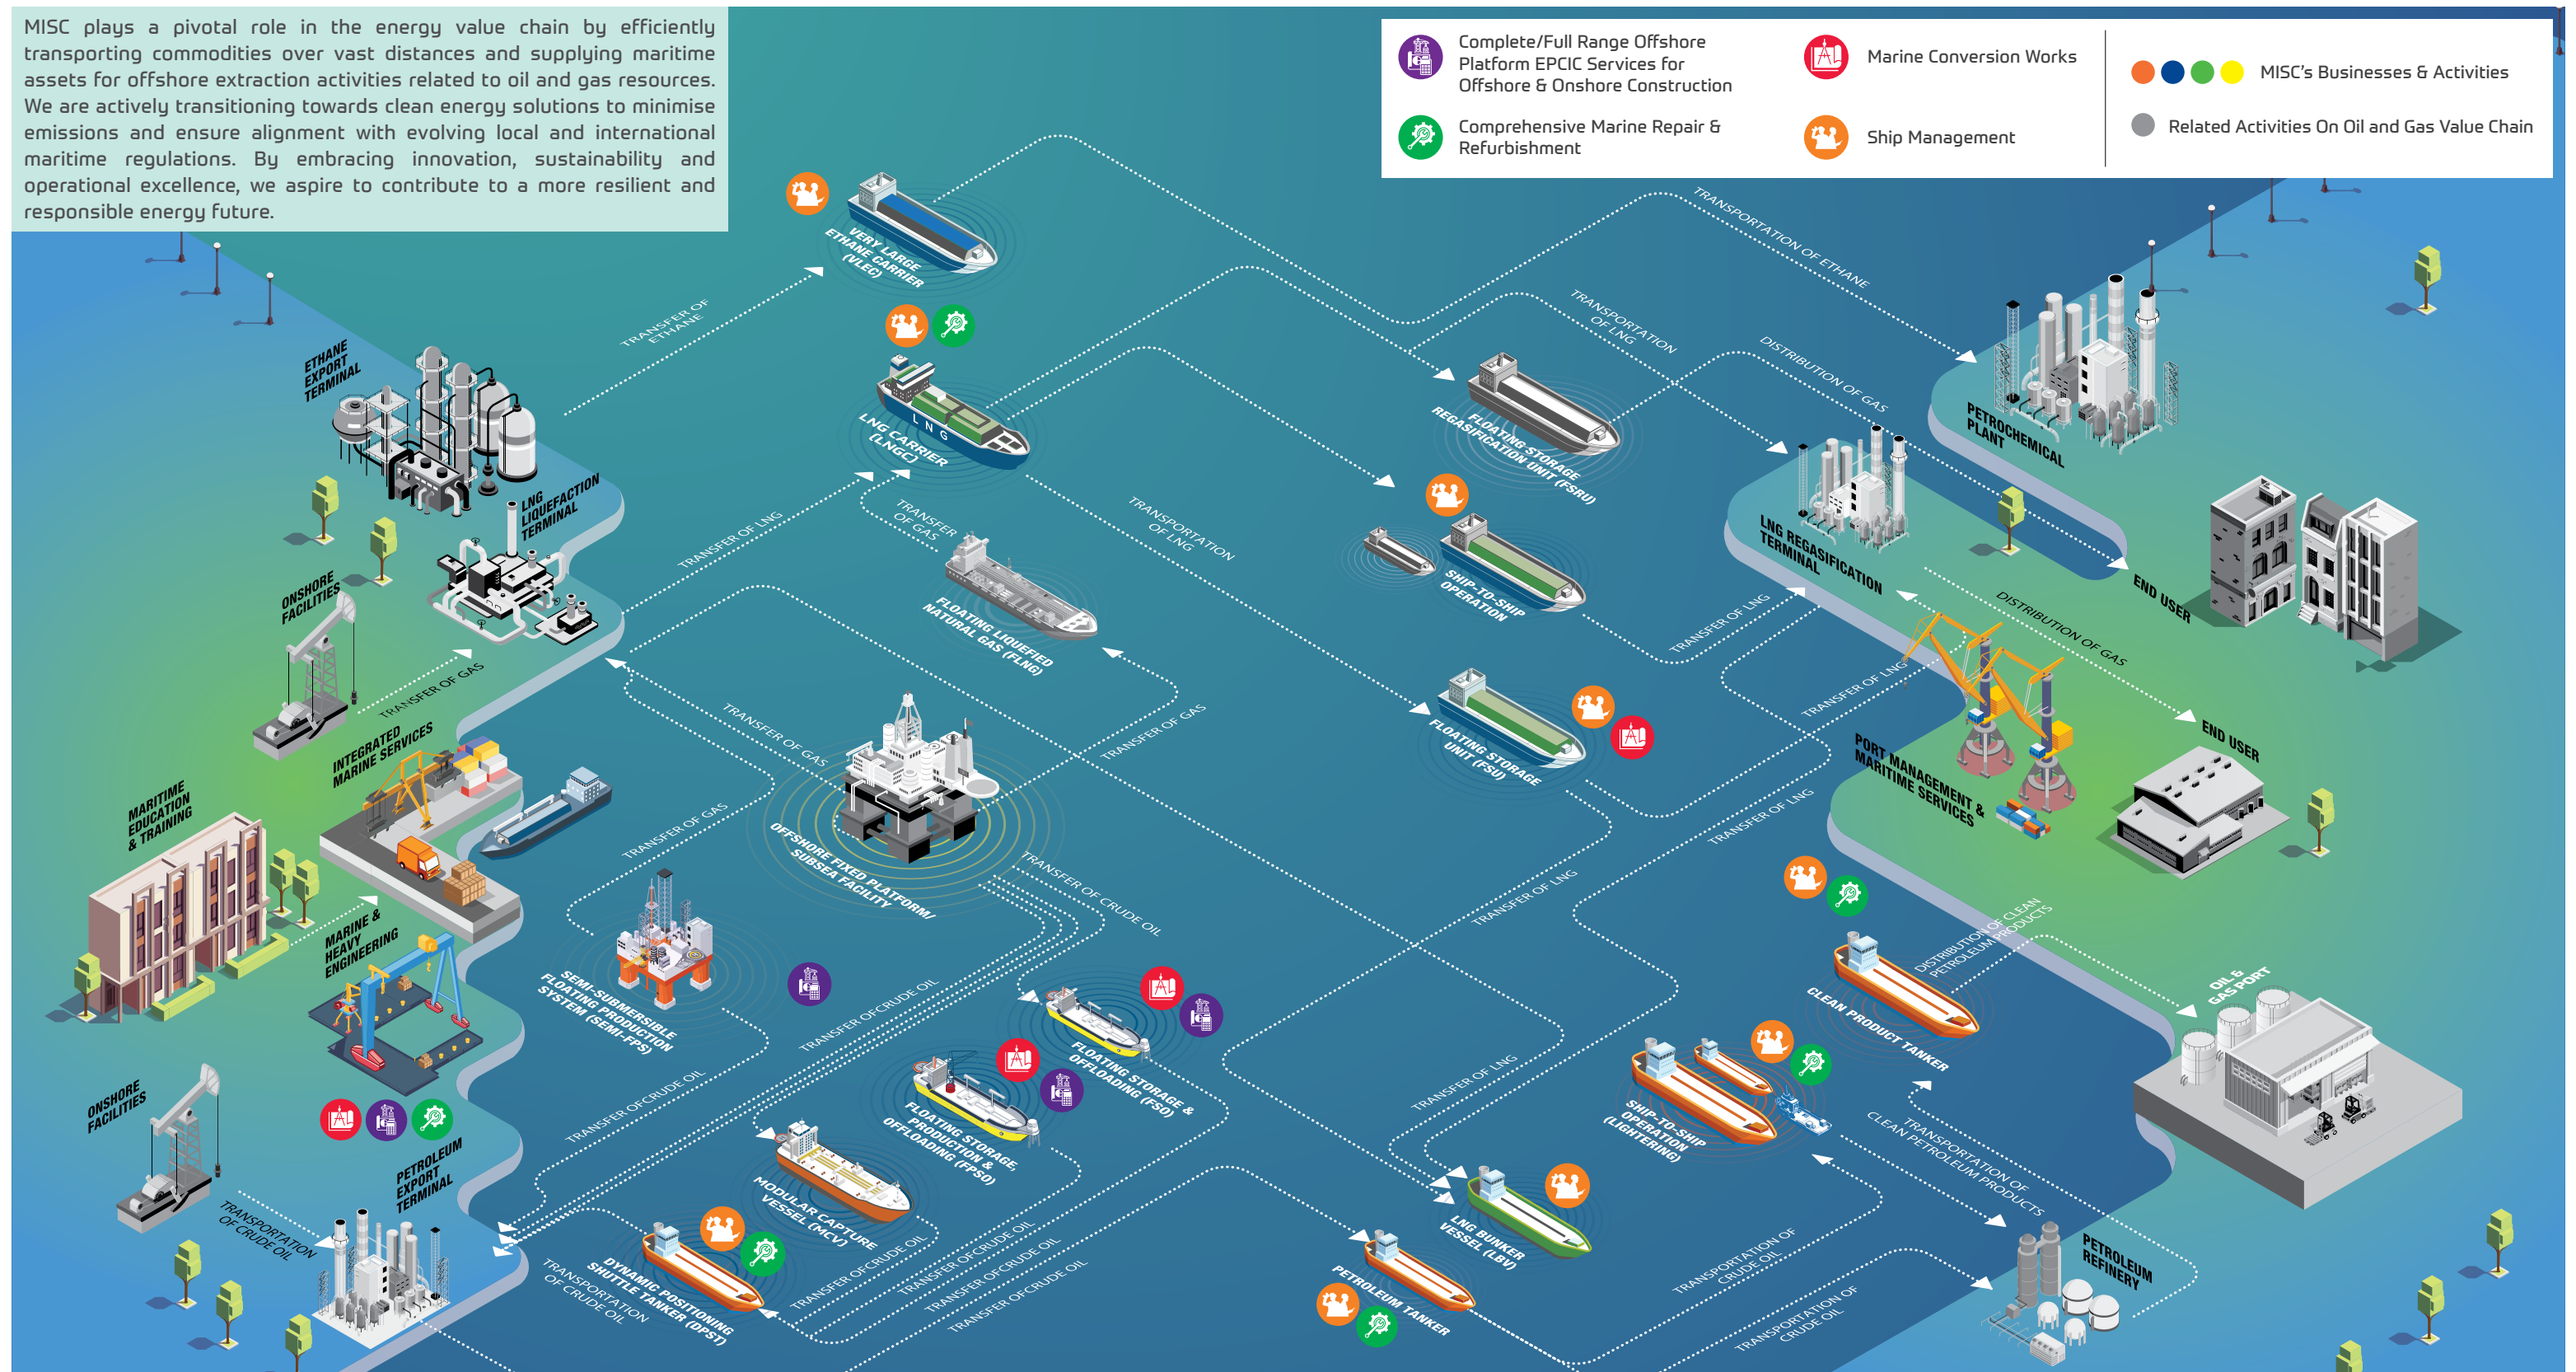 MISC plays a pivotal role in the energy value chain by efficiently
transporting commodities over vast distances and supplying maritime
assets for offshore extraction activities related to oil and gas resources.
We are actively transitioning towards clean energy solutions to minimise
emissions and ensure alignment with evolving local and international
maritime regulations. By embracing innovation, sustainability and
operational excellence, we aspire to contribute to a more resilient and
responsible energy future.
Complete/Full Range Offshore
Platform EPCIC Services for
Offshore & Onshore Construction
Comprehensive Marine Repair &
Refurbishment
Marine Conversion Works
Ship Management
MISC's Businesses & Activities
Related Activities On Oil and Gas Value Chain
VERY LARGE
ETHANE CARRIER
(VLEC)
TRANSFER OF
ETHANE
TRANSPORTATION OF ETHANE
TRANSPORTATION
OF LNG
DISTRIBUTION OF GAS
ETHANE
EXPORT
TERMINAL
LNG
LNG CARRIER
(LNGC)
FLOATING STORAGE
REGASIFICATION UNIT (FSRU)
PETROCHEMICAL
PLANT
LNG
LIQUEFACTION
TERMINAL
TRANSFER OF LNG
TRANSFER
OF GAS
TRANSPORTATION
OF LNG
LNG REGASIFICATION
TERMINAL
END USER
ONSHORE
FACILITIES
TRANSFER OF GAS
FLOATING LIQUEFIED
NATURAL GAS (FLNG)
SHIP-TO-SHIP
OPERATION
TRANSFER OF LNG
DISTRIBUTION OF GAS
INTEGRATED
MARINE SERVICES
TRANSFER OF GAS
TRANSFER OF GAS
FLOATING STORAGE
UNIT (FSU)
TRANSFER OF LNG
END USER
PORT MANAGEMENT &
MARITIME SERVICES
MARITIME
EDUCATION
& TRAINING
TRANSFER OF GAS
OFFSHORE FIXED PLATFORM/
SUBSEA FACILITY
TRANSFER OF CRUDE OIL
TRANSFER OF LNG
TRANSFER OF LNG
MARINE &
HEAVY
ENGINEERING
SEMI-SUBMERSIBLE
FLOATING PRODUCTION
SYSTEM (SEMI-FPS)
TRANSFER OFCRUDE OIL
DISTRIBUTION OF CLEAN
PETROLEUM PRODUCTS
CLEAN PRODUCT TANKER
OIL &
GAS PORT
ONSHORE
FACILITIES
TRANSFER OFCRUDE OIL
FLOATING STORAGE &
OFFLOADING (FSO)
FLOATING STORAGE,
PRODUCTION &
OFFLOADING (FPSO)
TRANSFER OF LNG
SHIP-TO-SHIP
OPERATION
(LIGHTERING)
TRANSPORTATION OF
CLEAN PETROLEUM PRODUCTS
PETROLEUM
EXPORT
TERMINAL
TRANSPORTATION
OF CRUDE OIL
MODULAR CAPTURE
VESSEL (MCV)
LNG BUNKER
VESSEL (LBV)
PETROLEUM
REFINERY
DYNAMIC POSITIONING
SHUTTLE TANKER (DPST)
TRANSPORTATION
OF CRUDE OIL
TRANSFER OFCRUDE OIL
TRANSFER OFCRUDE OIL
TRANSFER OFCRUDE OIL
TRANSFER OFCRUDE OIL
PETROLEUM TANKER
TRANSPORTATION OF
CRUDE OIL
TRANSPORTATION OF
CRUDE OIL